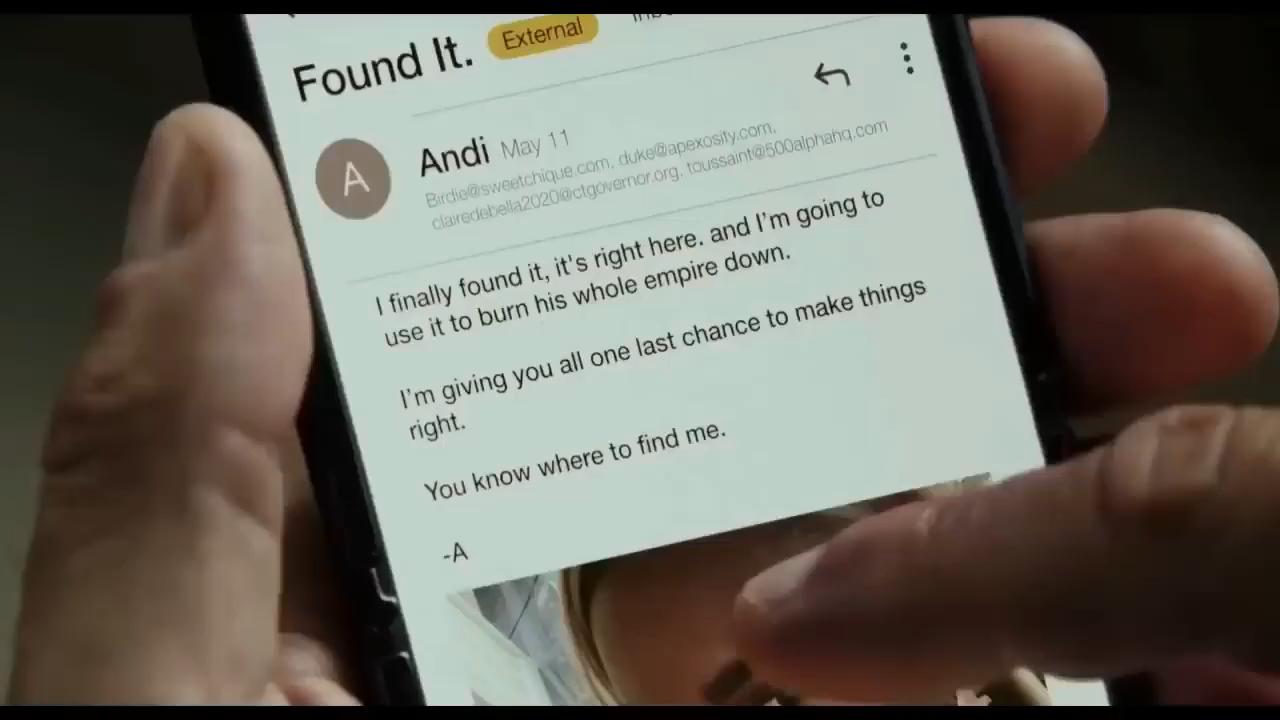 Found It. External
A Andi May 11
Birdie@sweetchique.com, duke@apexosity.com,
clairedebella2020@ctgovernor.org, toussaint@500alphahq.com
I finally found it, it's right here. and I'm going to
use it to burn his whole empire down.
I'm giving you all one last chance to make things
right.
You know where to find me.
-A